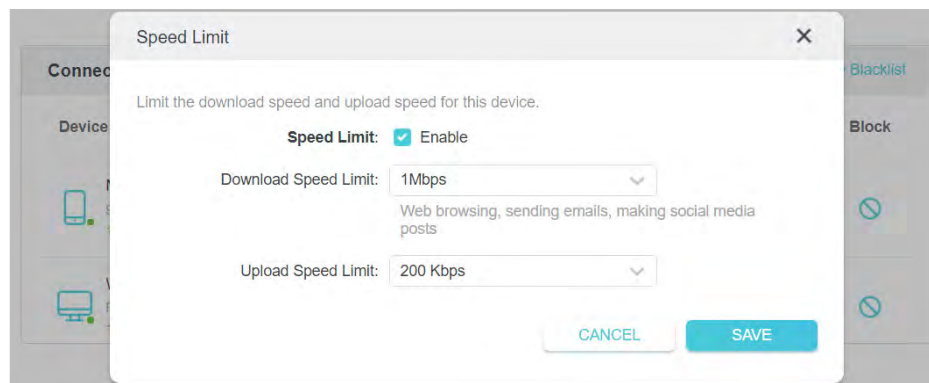 Speed Limit
Connec
Blacklist
Limit the download speed and upload speed for this device.
Device
Speed Limit: Enable
Block
Download Speed Limit: 1Mbps
Web browsing, sending emails, making social media
posts
Upload Speed Limit: 200 Kbps
CANCEL SAVE